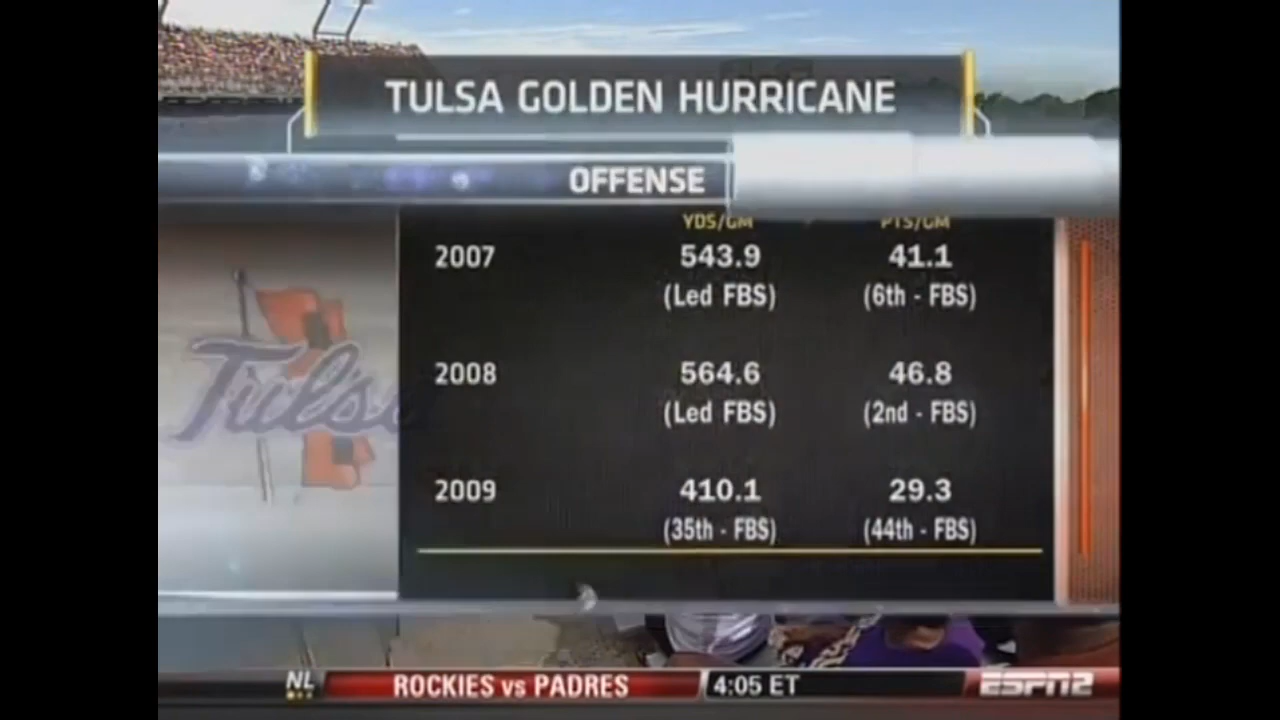 TULSA GOLDEN HURRICANE
OFFENSE
YDS/GM PTS/GM
2007 543.9 41.1
(Led FBS) (6th - FBS)
Tulsa
2008 564.6 46.8
(Led FBS) (2nd - FBS)
2009 410.1 29.3
(35th - FBS) (44th - FBS)
NL ROCKIES vs PADRES 4:05 ET ESPN2